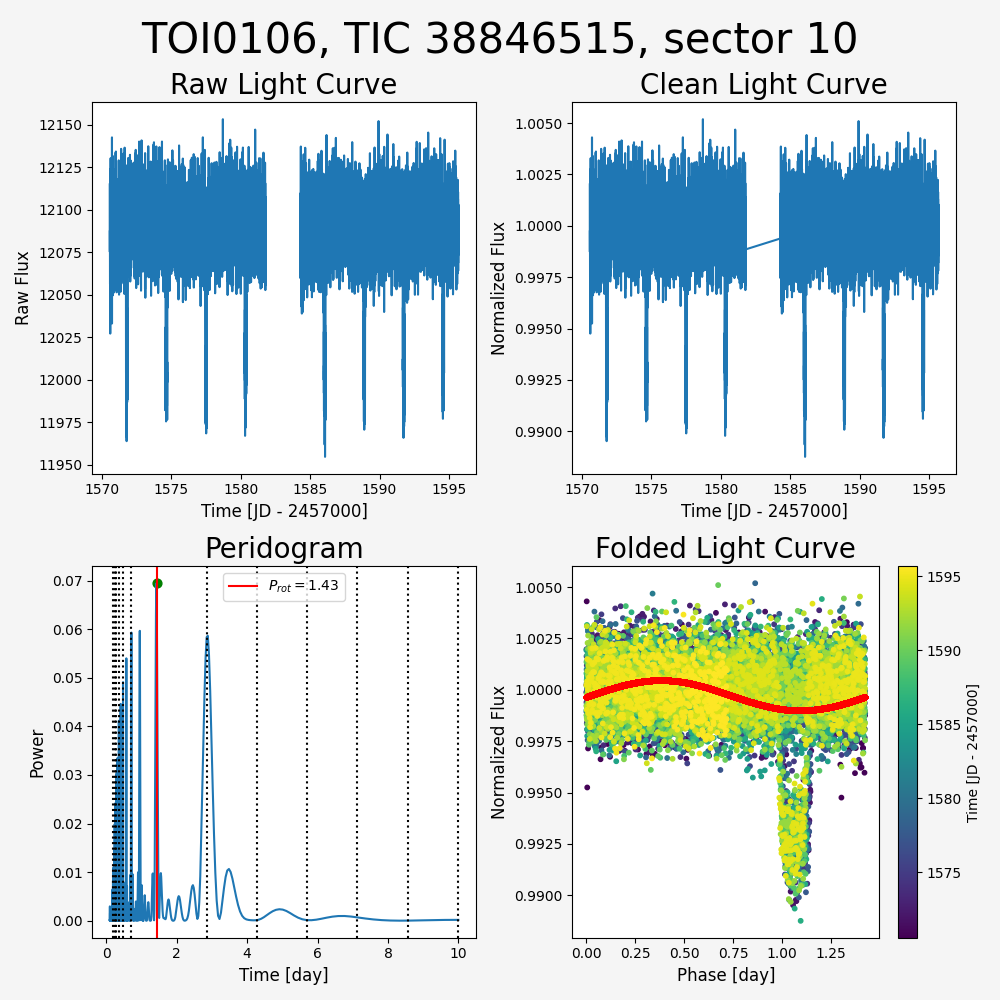 TOI0106, TIC 38846515, sector 10
Raw Light Curve
Clean Light Curve
12150
12125
12100
12075
12050
12025
12000
11975
11950
Raw Flux
1570 1575 1580 1585 1590 1595
Time [JD - 2457000]
1.0050
1.0025
1.0000
0.9975
0.9950
0.9925
0.9900
Normalized Flux
1570 1575 1580 1585 1590 1595
Time [JD - 2457000]
Peridogram
Folded Light Curve
0.07
0.06
0.05
0.04
0.03
0.02
0.01
0.00
Power
P_rot = 1.43
0 2 4 6 8 10
Time [day]
1.0050
1.0025
1.0000
0.9975
0.9950
0.9925
0.9900
Normalized Flux
0.00 0.25 0.50 0.75 1.00 1.25
Phase [day]
1595
1590
1585
1580
1575
Time [JD - 2457000]